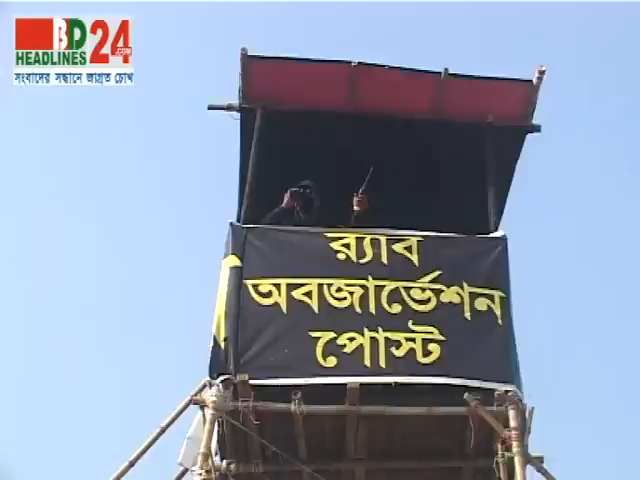 BD
HEADLINES 24 .COM
সংবাদের সন্ধানে জাগ্রত চোখ
র‍্যাব
অবজার্ভেশন
পোস্ট